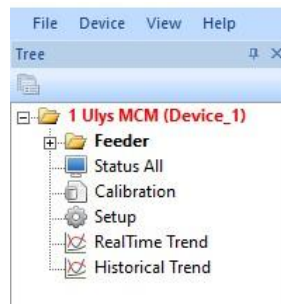 File Device View Help
Tree
1 Ulys MCM (Device_1)
Feeder
Status All
Calibration
Setup
RealTime Trend
Historical Trend